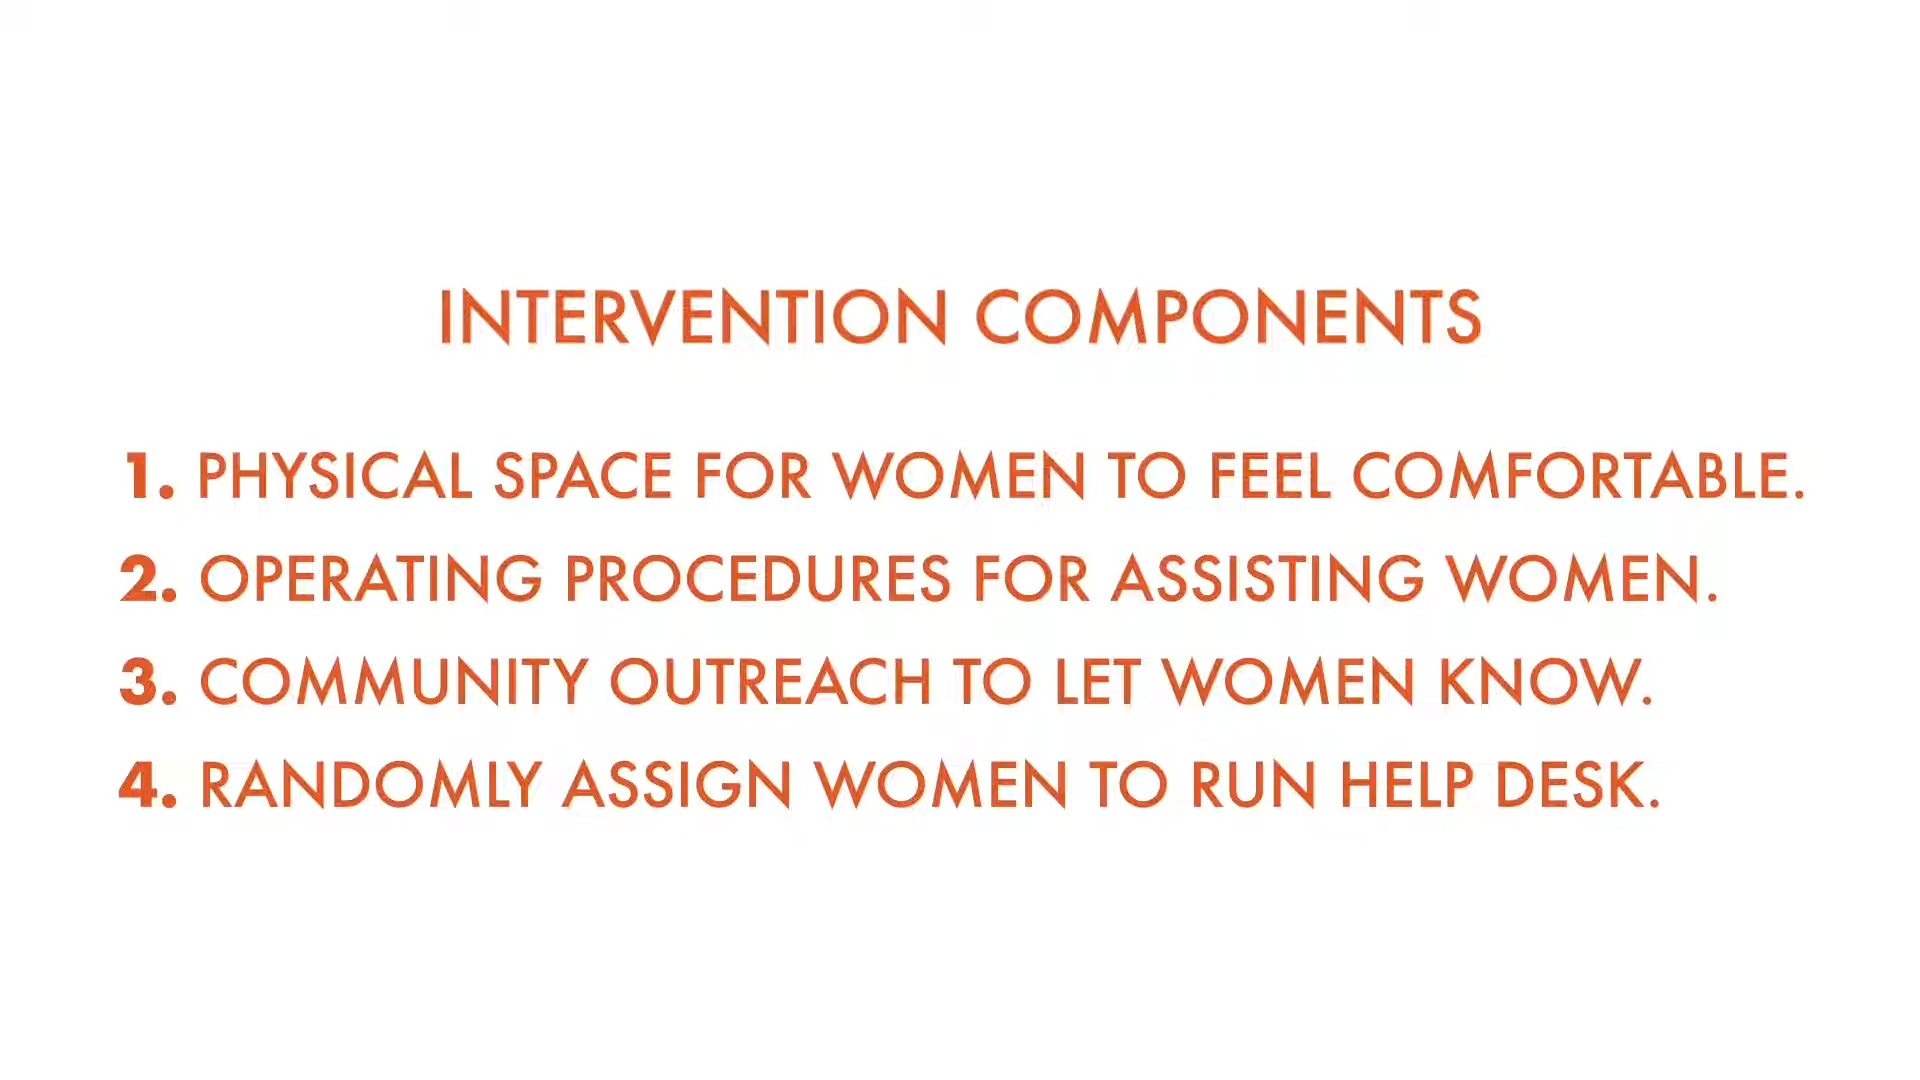 INTERVENTION COMPONENTS
1. PHYSICAL SPACE FOR WOMEN TO FEEL COMFORTABLE.
2. OPERATING PROCEDURES FOR ASSISTING WOMEN.
3. COMMUNITY OUTREACH TO LET WOMEN KNOW.
4. RANDOMLY ASSIGN WOMEN TO RUN HELP DESK.